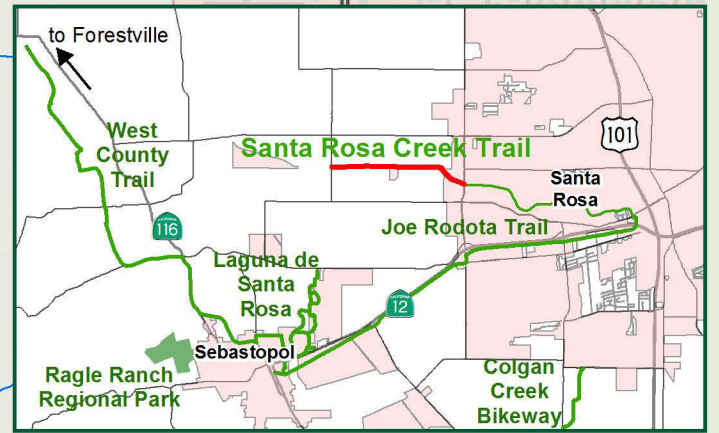 to Forestville
West
County
Trail
Santa Rosa Creek Trail
101
Santa
Rosa
116
Joe Rodota Trail
Laguna de
Santa
Rosa
12
Sebastopol
Ragle Ranch
Regional Park
Colgan
Creek
Bikeway